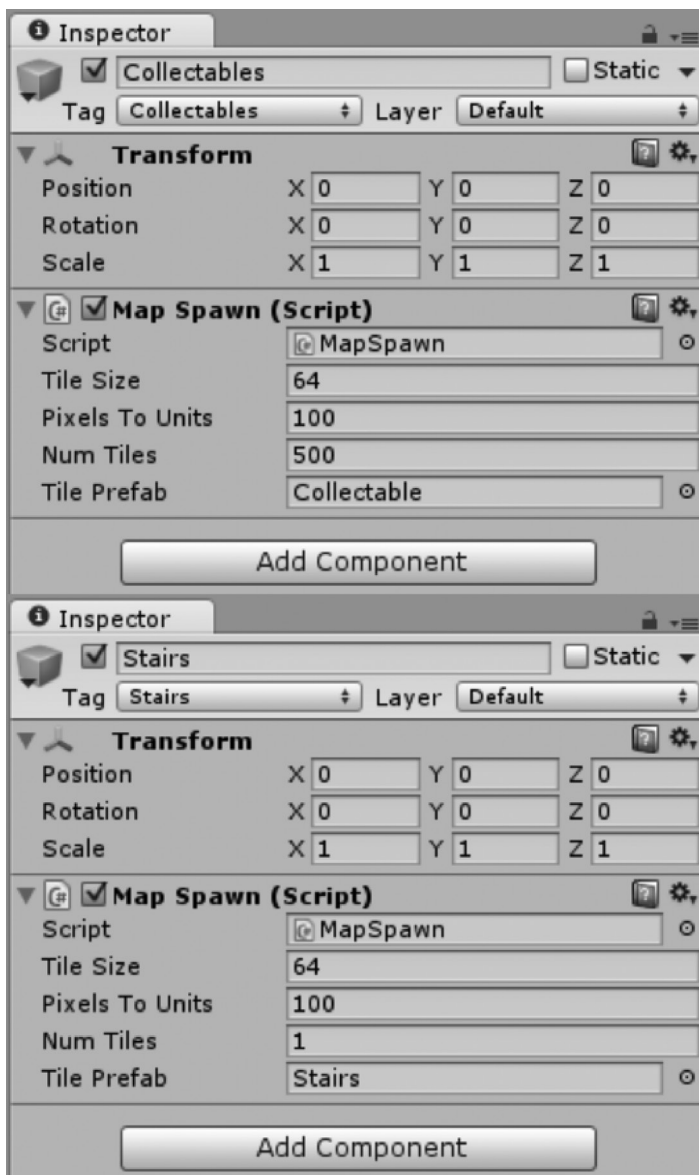 Inspector
Collectables Static
Tag Collectables Layer Default
Transform
Position X 0 Y 0 Z 0
Rotation X 0 Y 0 Z 0
Scale X 1 Y 1 Z 1
C# Map Spawn (Script)
Script C# MapSpawn
Tile Size 64
Pixels To Units 100
Num Tiles 500
Tile Prefab Collectable
Add Component
Inspector
Stairs Static
Tag Stairs Layer Default
Transform
Position X 0 Y 0 Z 0
Rotation X 0 Y 0 Z 0
Scale X 1 Y 1 Z 1
C# Map Spawn (Script)
Script C# MapSpawn
Tile Size 64
Pixels To Units 100
Num Tiles 1
Tile Prefab Stairs
Add Component